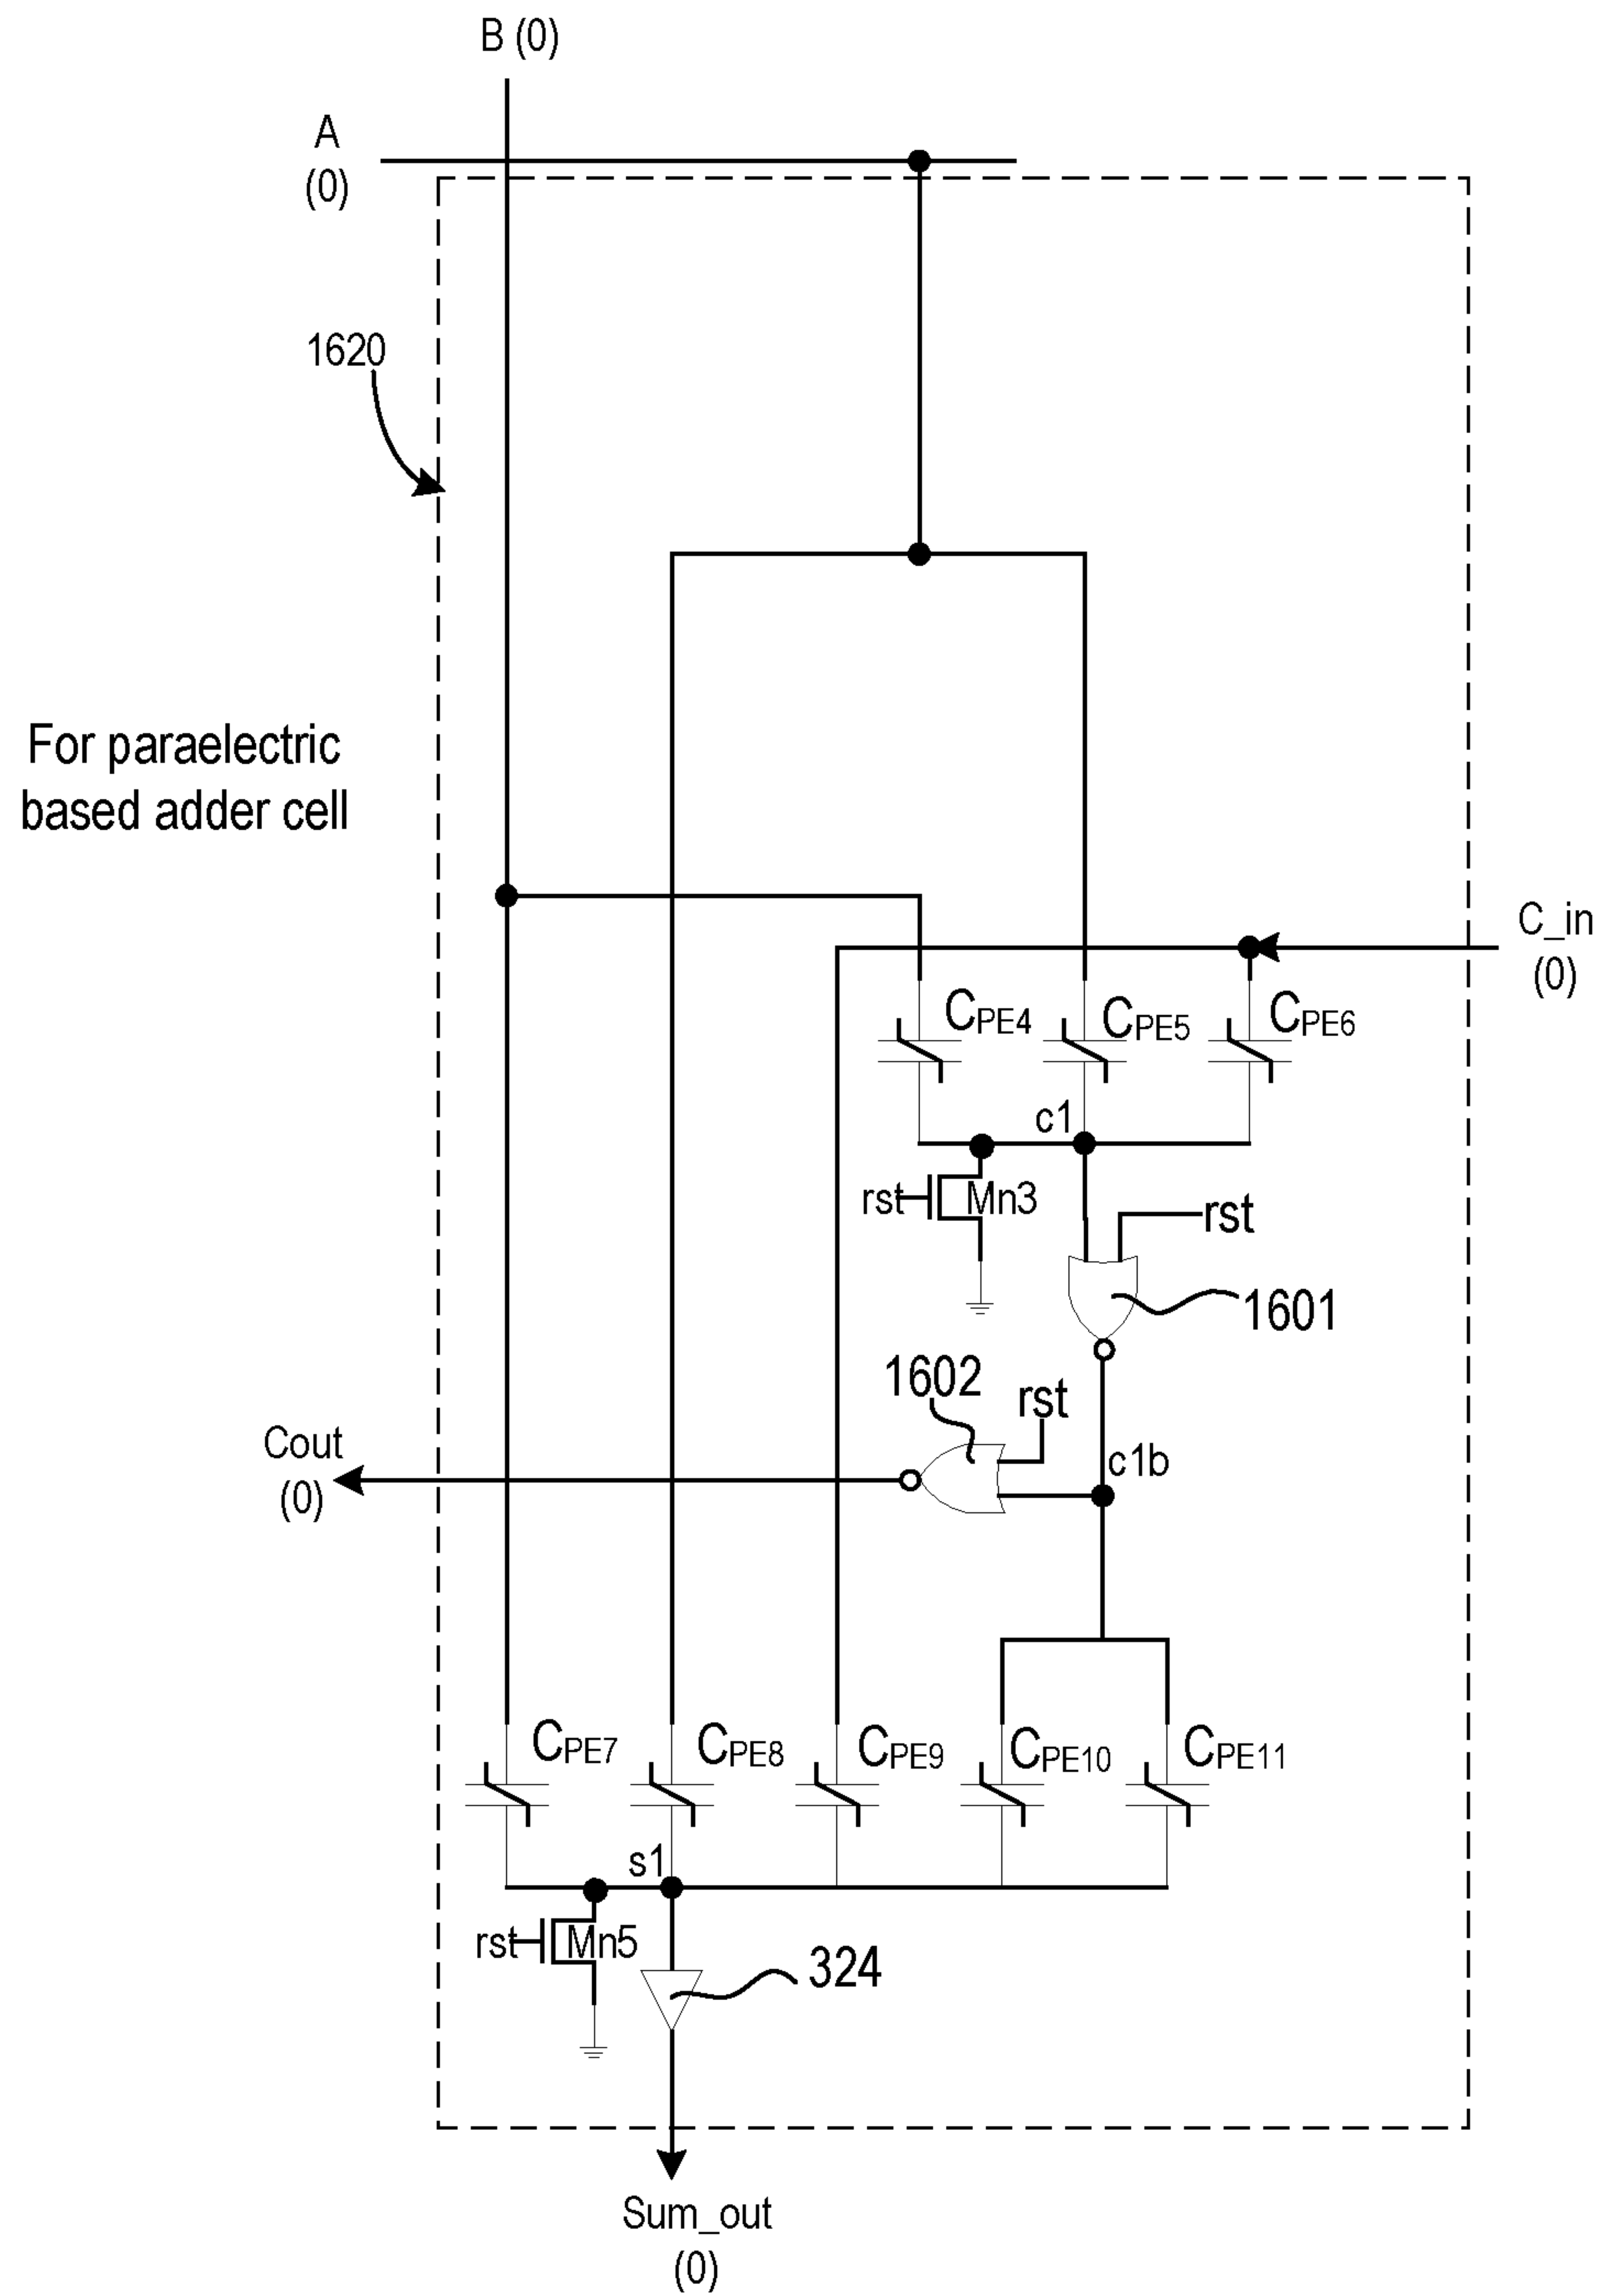 B (0)
A
(0)
1620
For paraelectric
based adder cell
C_in
(0)
CPE4
CPE5
CPE6
c1
rst
Mn3
rst
1601
1602
rst
Cout
(0)
c1b
CPE7
CPE8
CPE9
CPE10
CPE11
s1
rst
Mn5
324
Sum_out
(0)